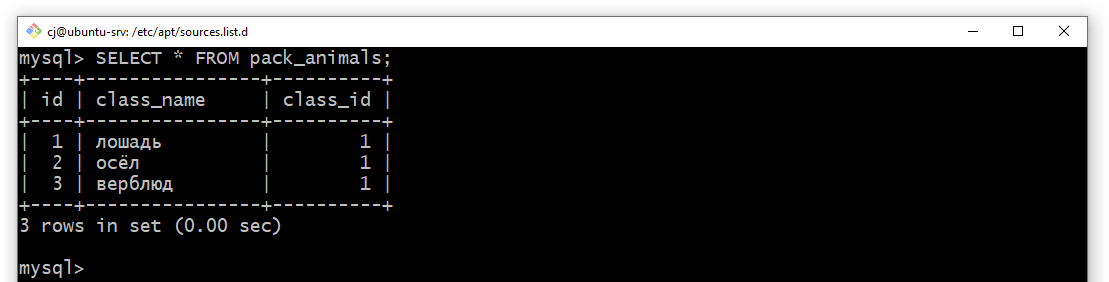 cj@ubuntu-srv: /etc/apt/sources.list.d
mysql> SELECT * FROM pack_animals;
+----+----------------+----------+
| id | class_name     | class_id |
+----+----------------+----------+
|  1 | лошадь         |        1 |
|  2 | осёл           |        1 |
|  3 | верблюд        |        1 |
+----+----------------+----------+
3 rows in set (0.00 sec)
mysql>